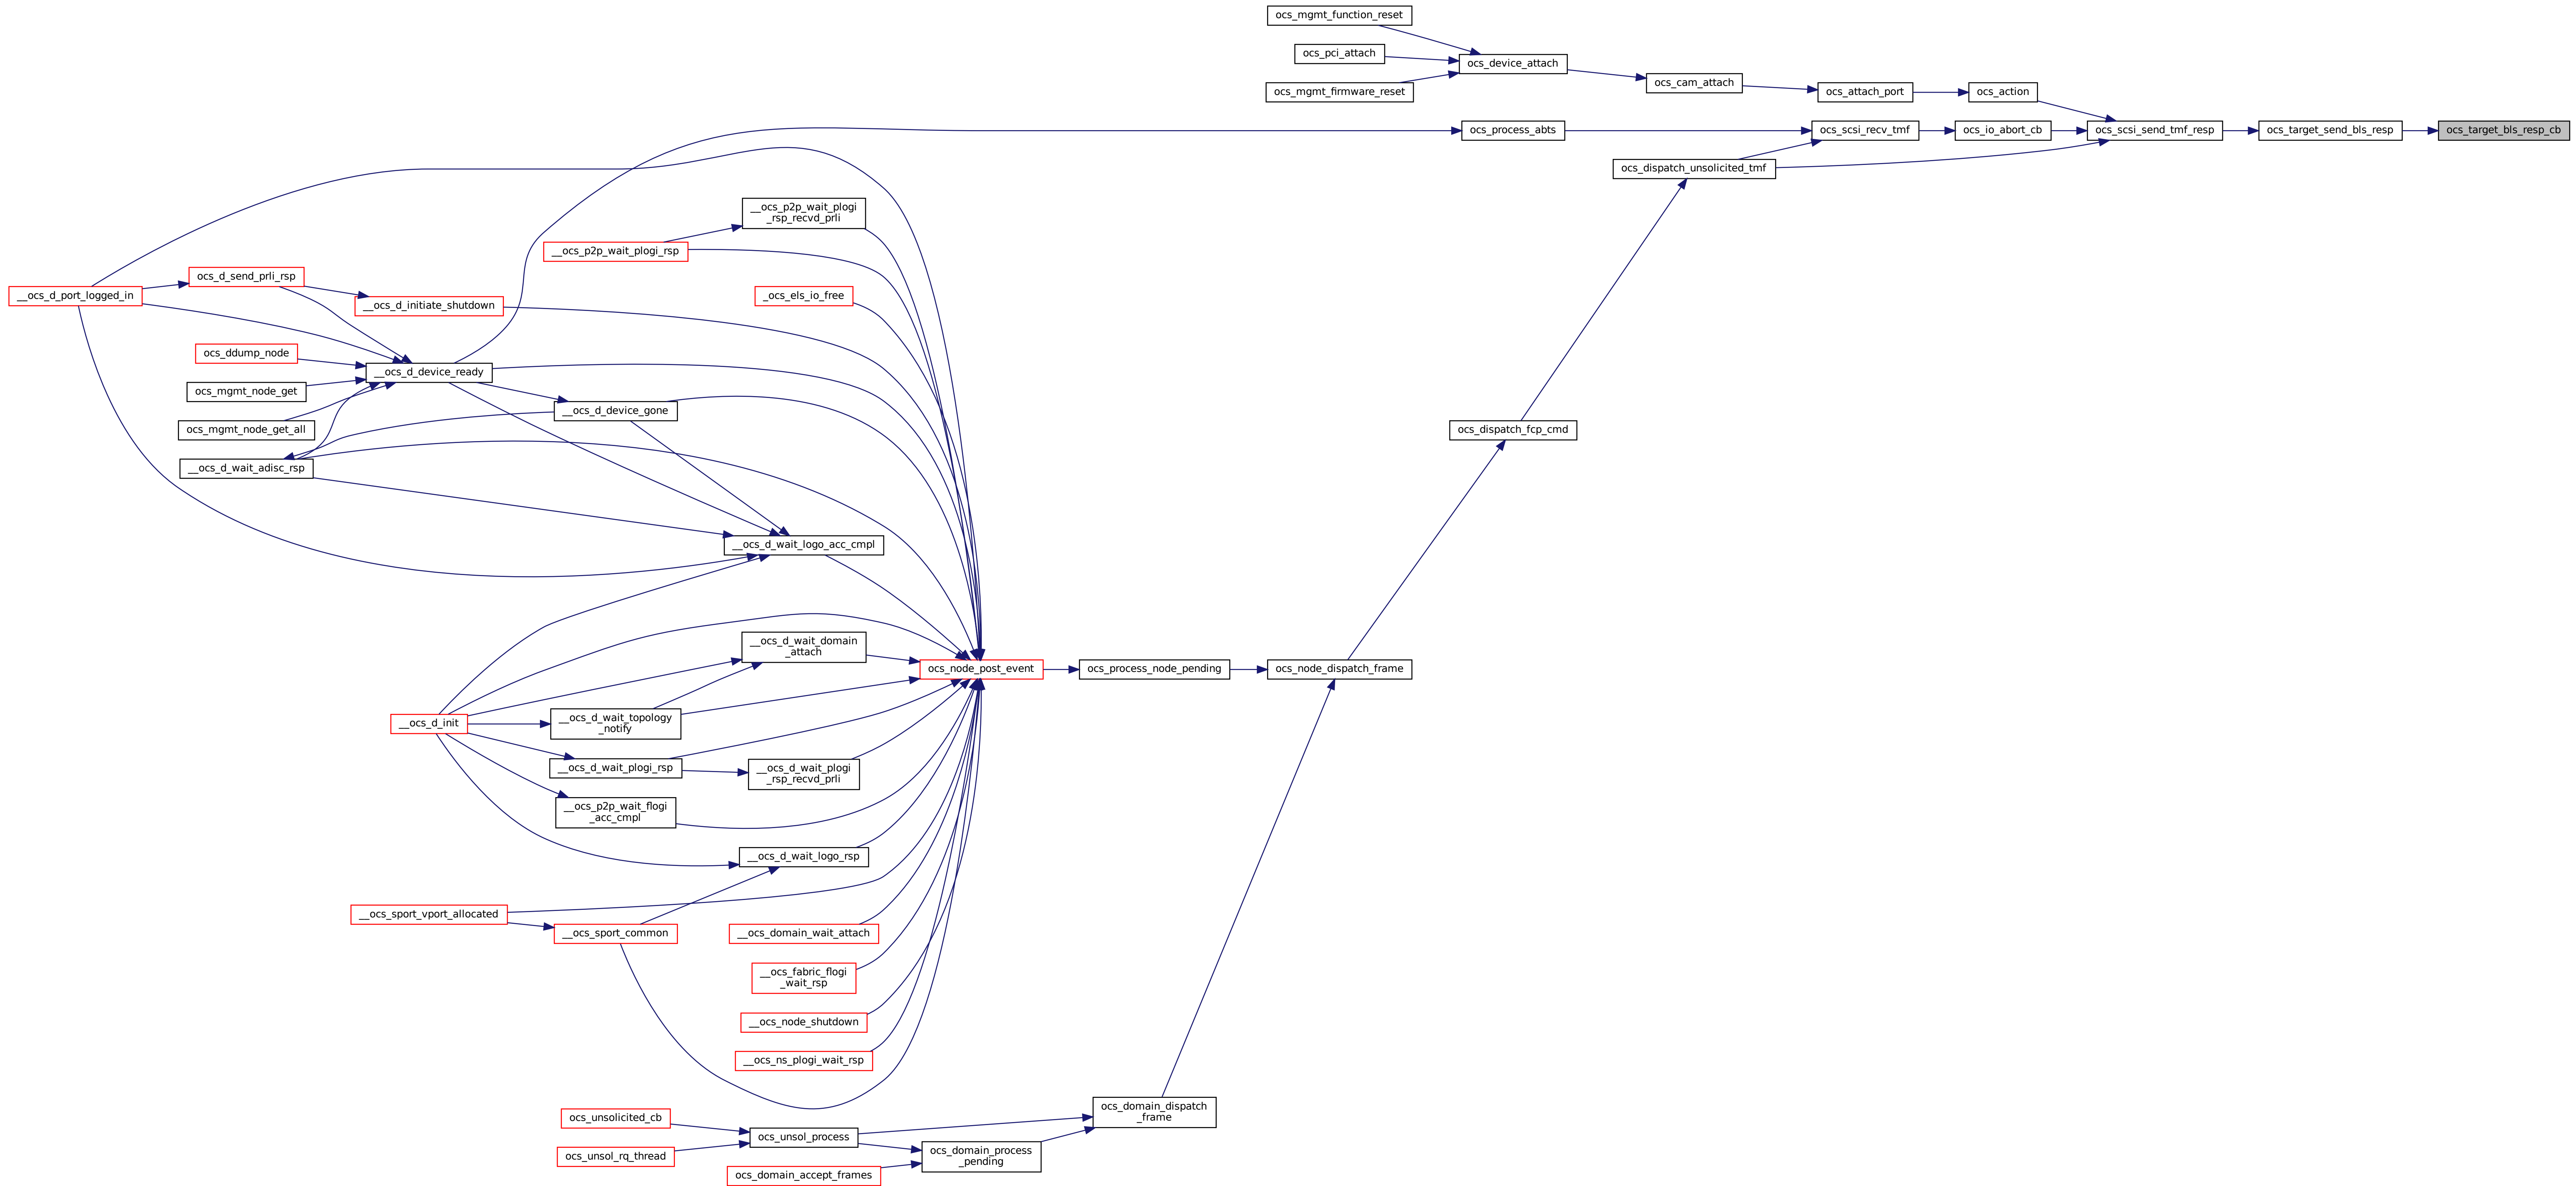 ocs_mgmt_function_reset
ocs_pci_attach
ocs_device_attach
ocs_mgmt_firmware_reset
ocs_cam_attach
ocs_attach_port
ocs_action
ocs_process_abts
ocs_scsi_recv_tmf
ocs_io_abort_cb
ocs_scsi_send_tmf_resp
ocs_target_send_bls_resp
ocs_target_bls_resp_cb
ocs_dispatch_unsolicited_tmf
__ocs_p2p_wait_plogi
_rsp_recvd_prli
__ocs_p2p_wait_plogi_rsp
ocs_d_send_prli_rsp
__ocs_d_port_logged_in
__ocs_d_initiate_shutdown
_ocs_els_io_free
ocs_ddump_node
__ocs_d_device_ready
ocs_mgmt_node_get
__ocs_d_device_gone
ocs_mgmt_node_get_all
ocs_dispatch_fcp_cmd
__ocs_d_wait_adisc_rsp
__ocs_d_wait_logo_acc_cmpl
__ocs_d_wait_domain
_attach
ocs_node_post_event
ocs_process_node_pending
ocs_node_dispatch_frame
__ocs_d_init
__ocs_d_wait_topology
_notify
__ocs_d_wait_plogi_rsp
__ocs_d_wait_plogi
_rsp_recvd_prli
__ocs_p2p_wait_flogi
_acc_cmpl
__ocs_d_wait_logo_rsp
__ocs_sport_vport_allocated
__ocs_sport_common
__ocs_domain_wait_attach
__ocs_fabric_flogi
_wait_rsp
__ocs_node_shutdown
__ocs_ns_plogi_wait_rsp
ocs_domain_dispatch
_frame
ocs_unsolicited_cb
ocs_unsol_process
ocs_unsol_rq_thread
ocs_domain_process
_pending
ocs_domain_accept_frames